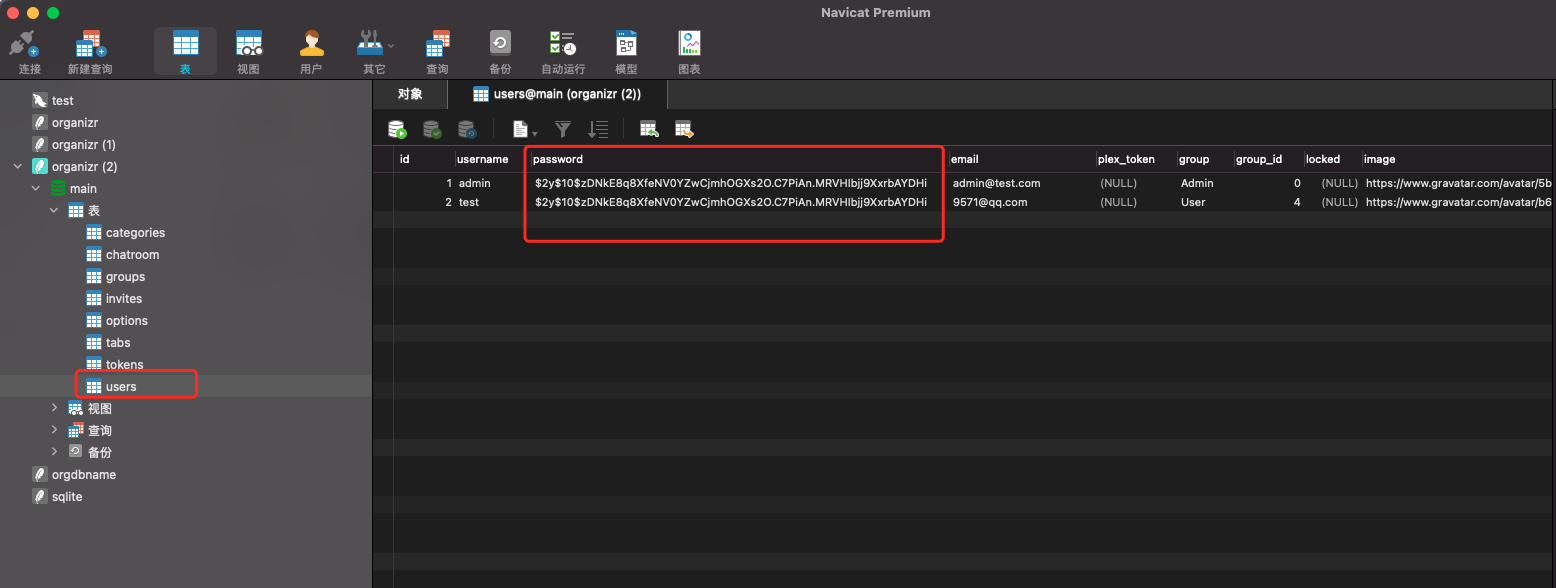 Navicat Premium
连接 新建查询 表 视图 用户 其它 查询 备份 自动运行 模型 图表
test
organizr
organizr (1)
organizr (2)
main
表
categories
chatroom
groups
invites
options
tabs
tokens
users
视图
查询
备份
orgdbname
sqlite
对象 users@main (organizr (2))
id username password email plex_token group group_id locked image
1 admin $2y$10$zDNkE8q8XfeNV0YZwCjmhOGXs2O.C7PiAn.MRVHIbjj9XxrbAYDHi admin@test.com (NULL) Admin 0 (NULL) https://www.gravatar.com/avatar/5b
2 test $2y$10$zDNkE8q8XfeNV0YZwCjmhOGXs2O.C7PiAn.MRVHIbjj9XxrbAYDHi 9571@qq.com (NULL) User 4 (NULL) https://www.gravatar.com/avatar/b6